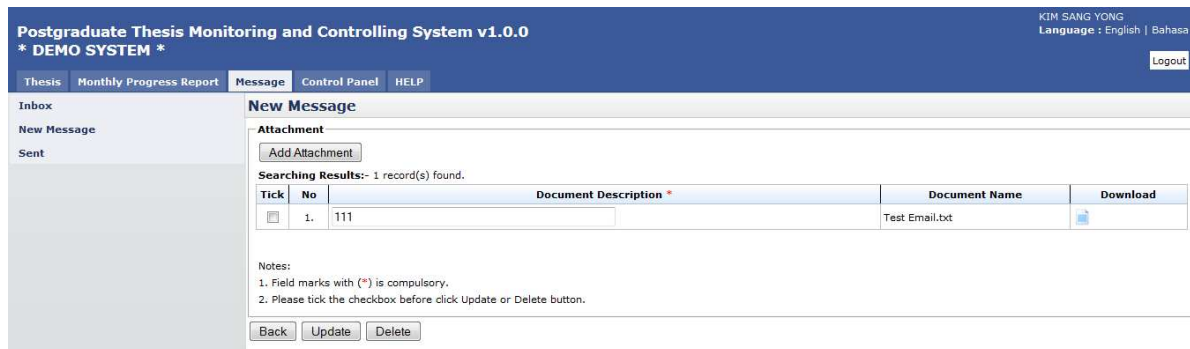 KIM SANG YONG
Postgraduate Thesis Monitoring and Controlling System v1.0.0
Language : English | Bahasa
* DEMO SYSTEM *
Logout
Thesis Monthly Progress Report Message Control Panel HELP
Inbox
New Message
Sent
New Message
Attachment
Add Attachment
Searching Results:- 1 record(s) found.
Tick No Document Description * Document Name Download
1. 111 Test Email.txt
Notes:
1. Field marks with (*) is compulsory.
2. Please tick the checkbox before click Update or Delete button.
Back Update Delete